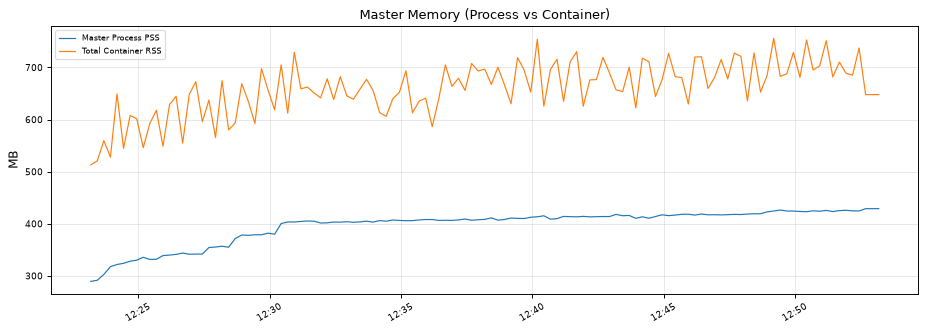 Master Memory (Process vs Container)
Master Process PSS
Total Container RSS
MB
700
600
500
400
300
12:25
12:30
12:35
12:40
12:45
12:50